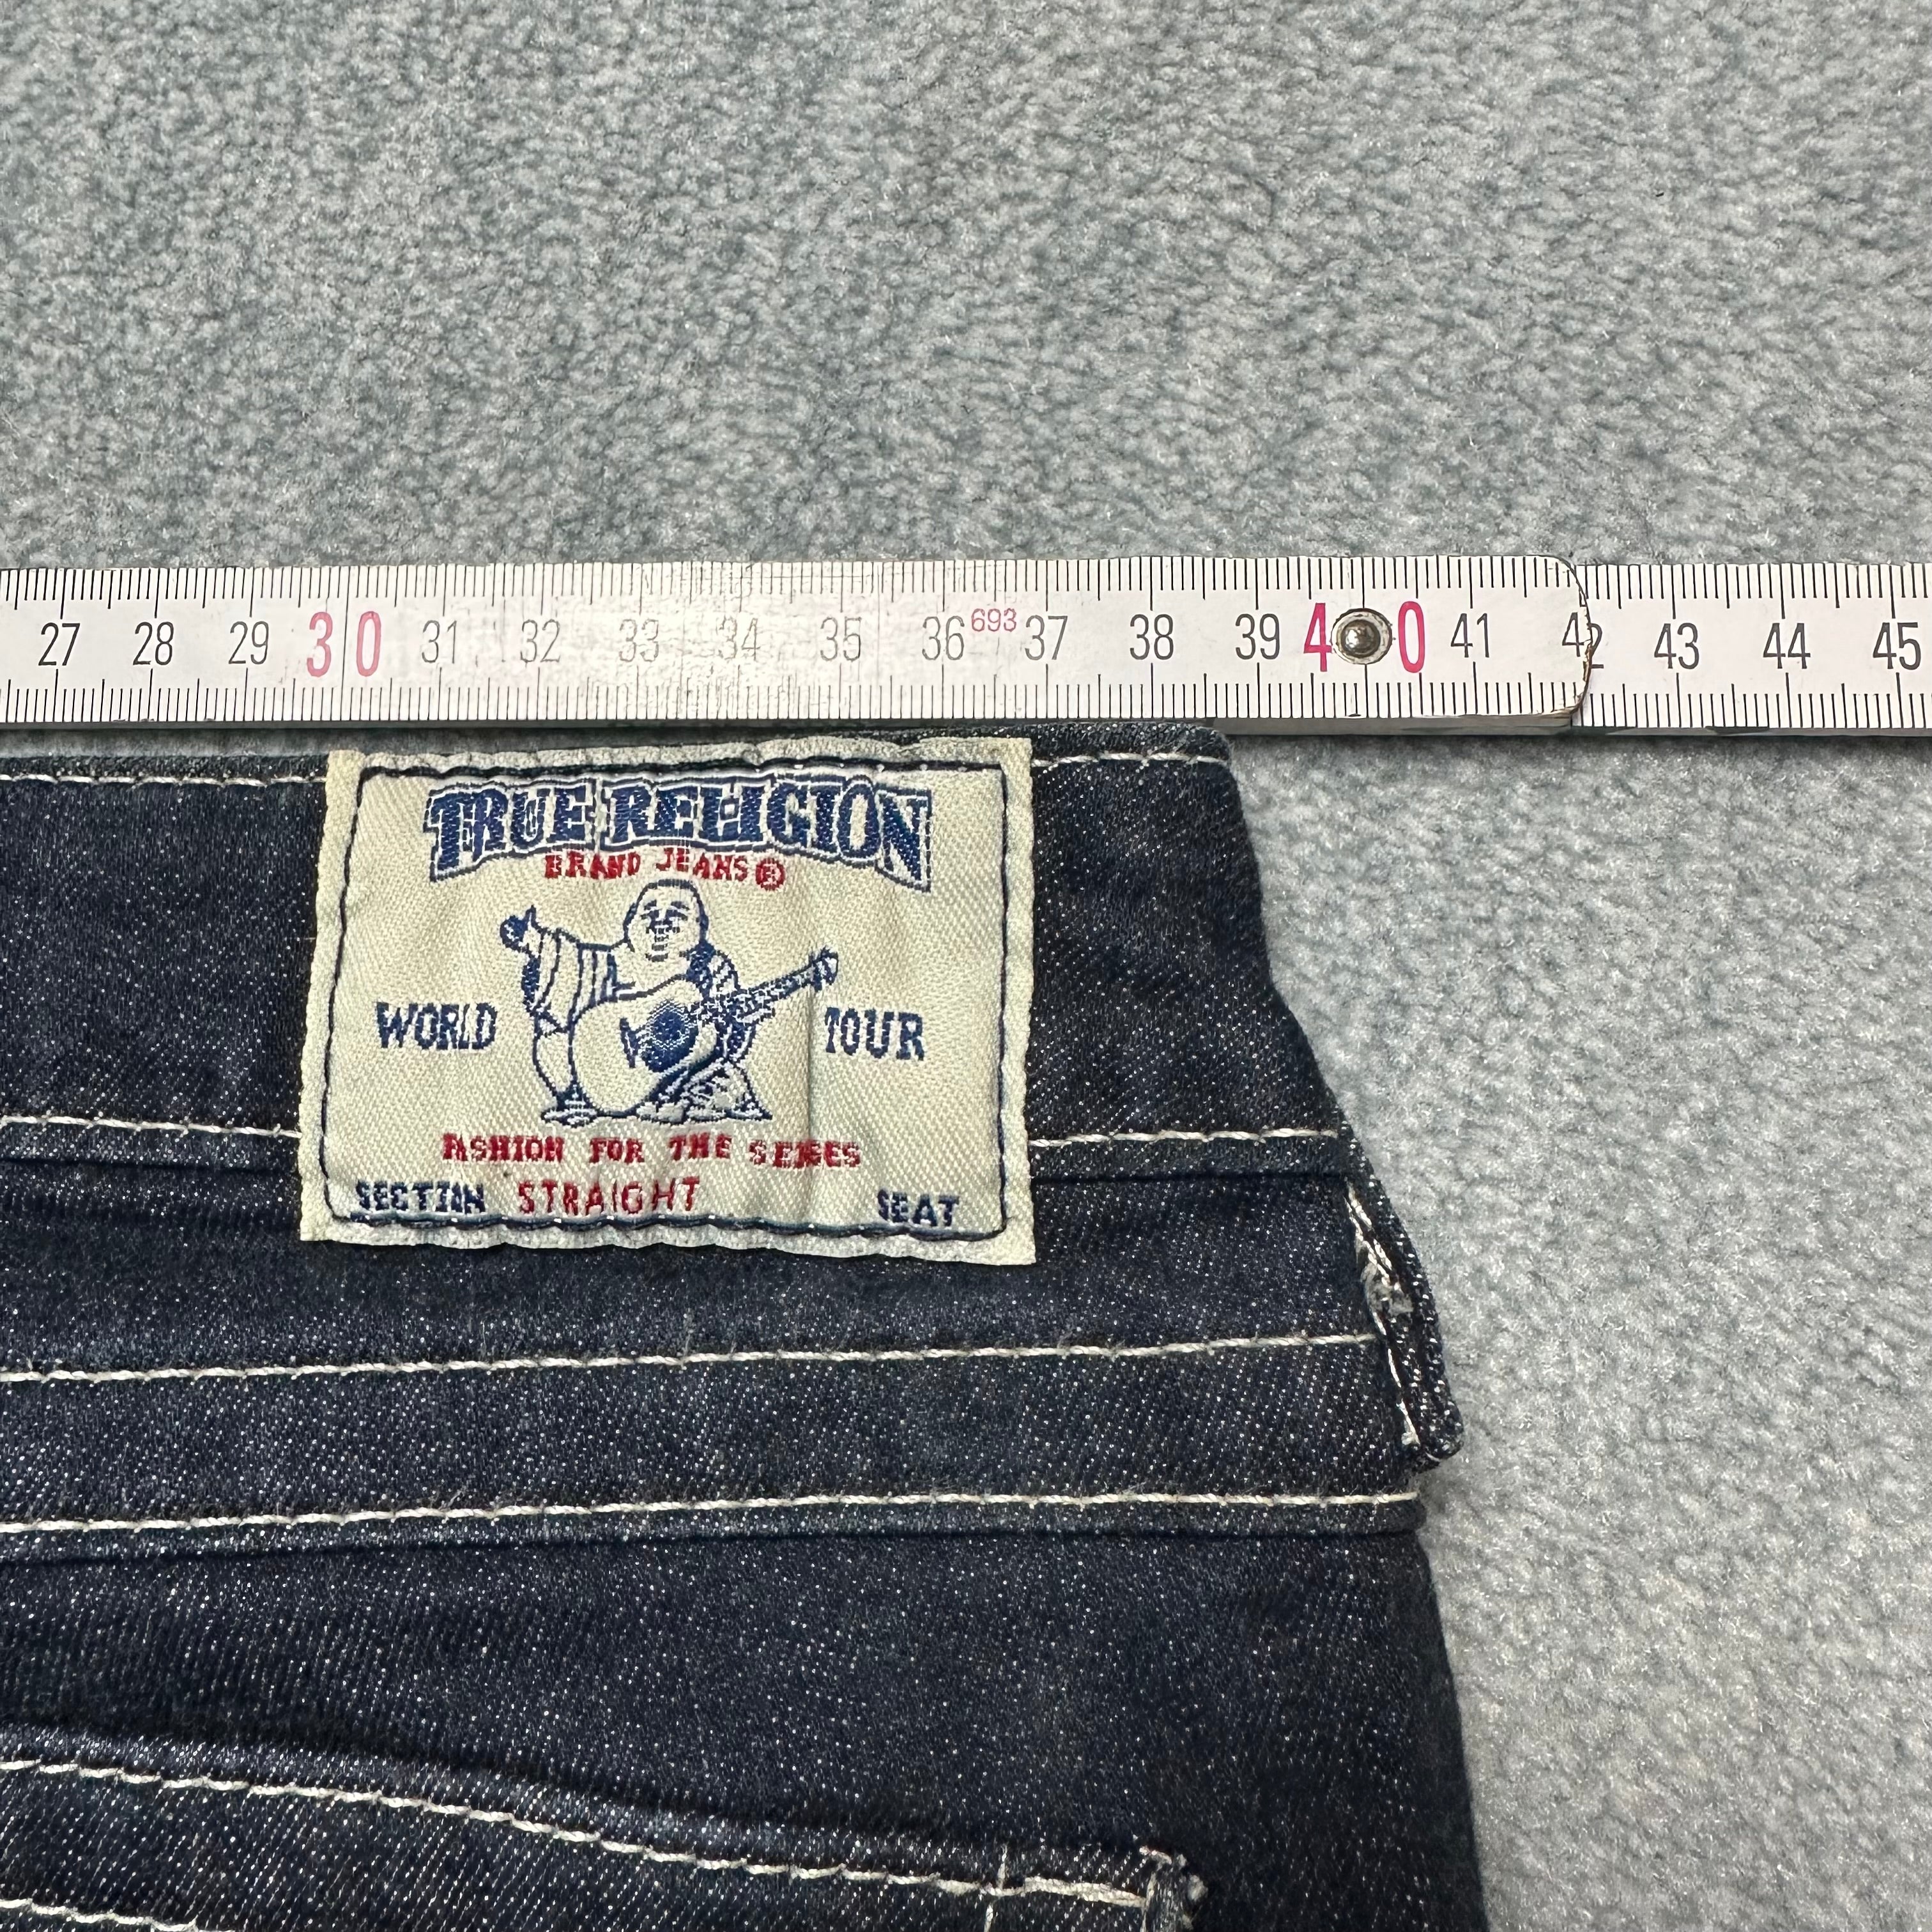 27 28 29 30 31 32 33 34 35 36 693 37 38 39 40 41 42 43 44 45
TRUE RELIGION
BRAND JEANS®
WORLD TOUR
FASHION FOR THE SENSES
SECTION STRAIGHT SEAT